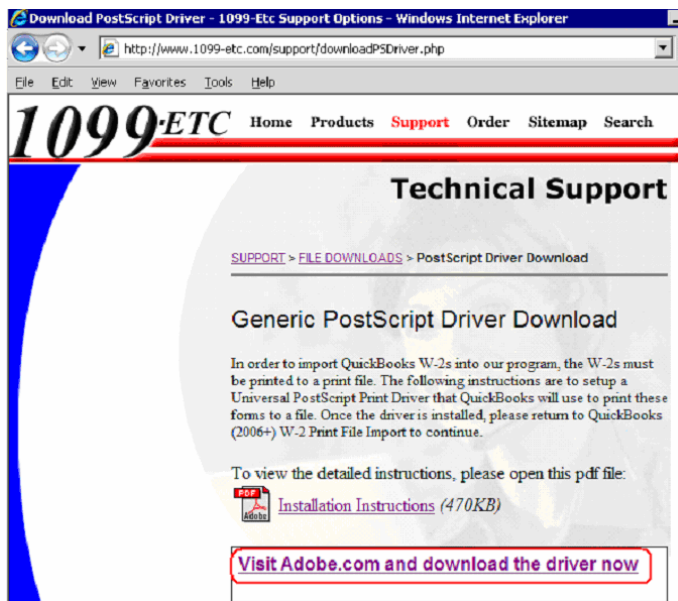 Download PostScript Driver - 1099-Etc Support Options - Windows Internet Explorer
http://www.1099-etc.com/support/downloadPSDriver.php
File Edit View Favorites Tools Help
1099-ETC Home Products Support Order Sitemap Search
Technical Support
SUPPORT > FILE DOWNLOADS > PostScript Driver Download
Generic PostScript Driver Download
In order to import QuickBooks W-2s into our program, the W-2s must
be printed to a print file. The following instructions are to setup a
Universal PostScript Print Driver that QuickBooks will use to print these
forms to a file. Once the driver is installed, please return to QuickBooks
(2006+) W-2 Print File Import to continue.
To view the detailed instructions, please open this pdf file:
PDF
Adobe
Installation Instructions (470KB)
Visit Adobe.com and download the driver now